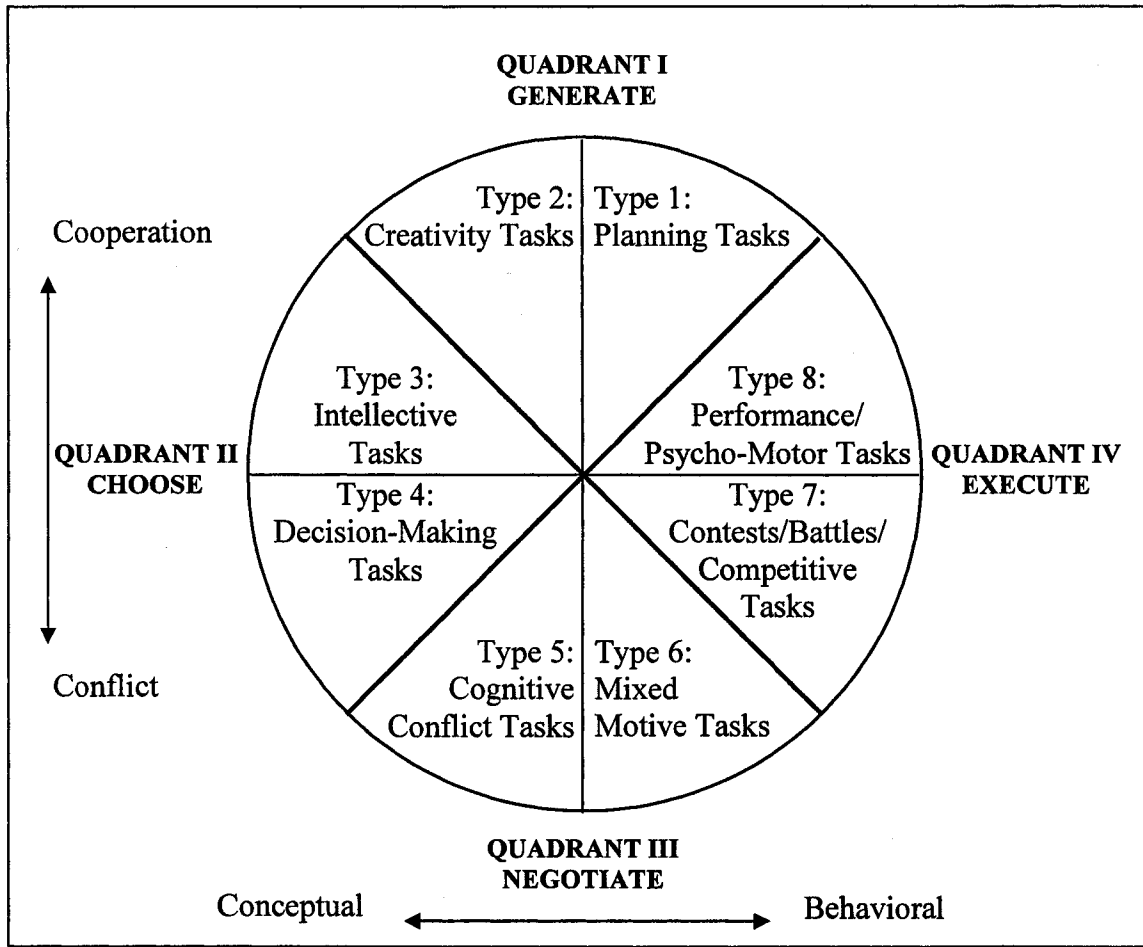 QUADRANT I
GENERATE
Type 2:
Creativity Tasks
Type 1:
Planning Tasks
Cooperation
Type 3:
Intellective
Tasks
Type 8:
Performance/
Psycho-Motor Tasks
QUADRANT II
CHOOSE
QUADRANT IV
EXECUTE
Type 4:
Decision-Making
Tasks
Type 7:
Contests/Battles/
Competitive
Tasks
Conflict
Type 5:
Cognitive
Conflict Tasks
Type 6:
Mixed
Motive Tasks
QUADRANT III
NEGOTIATE
Conceptual
Behavioral